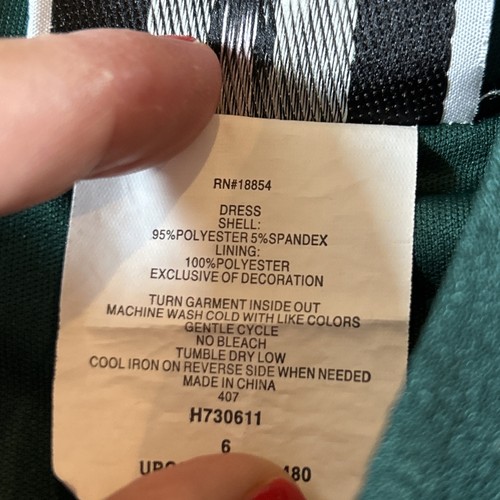 RN#18854
DRESS
SHELL:
95%POLYESTER 5%SPANDEX
LINING:
100%POLYESTER
EXCLUSIVE OF DECORATION
TURN GARMENT INSIDE OUT
MACHINE WASH COLD WITH LIKE COLORS
GENTLE CYCLE
NO BLEACH
TUMBLE DRY LOW
COOL IRON ON REVERSE SIDE WHEN NEEDED
MADE IN CHINA
407
H730611
6